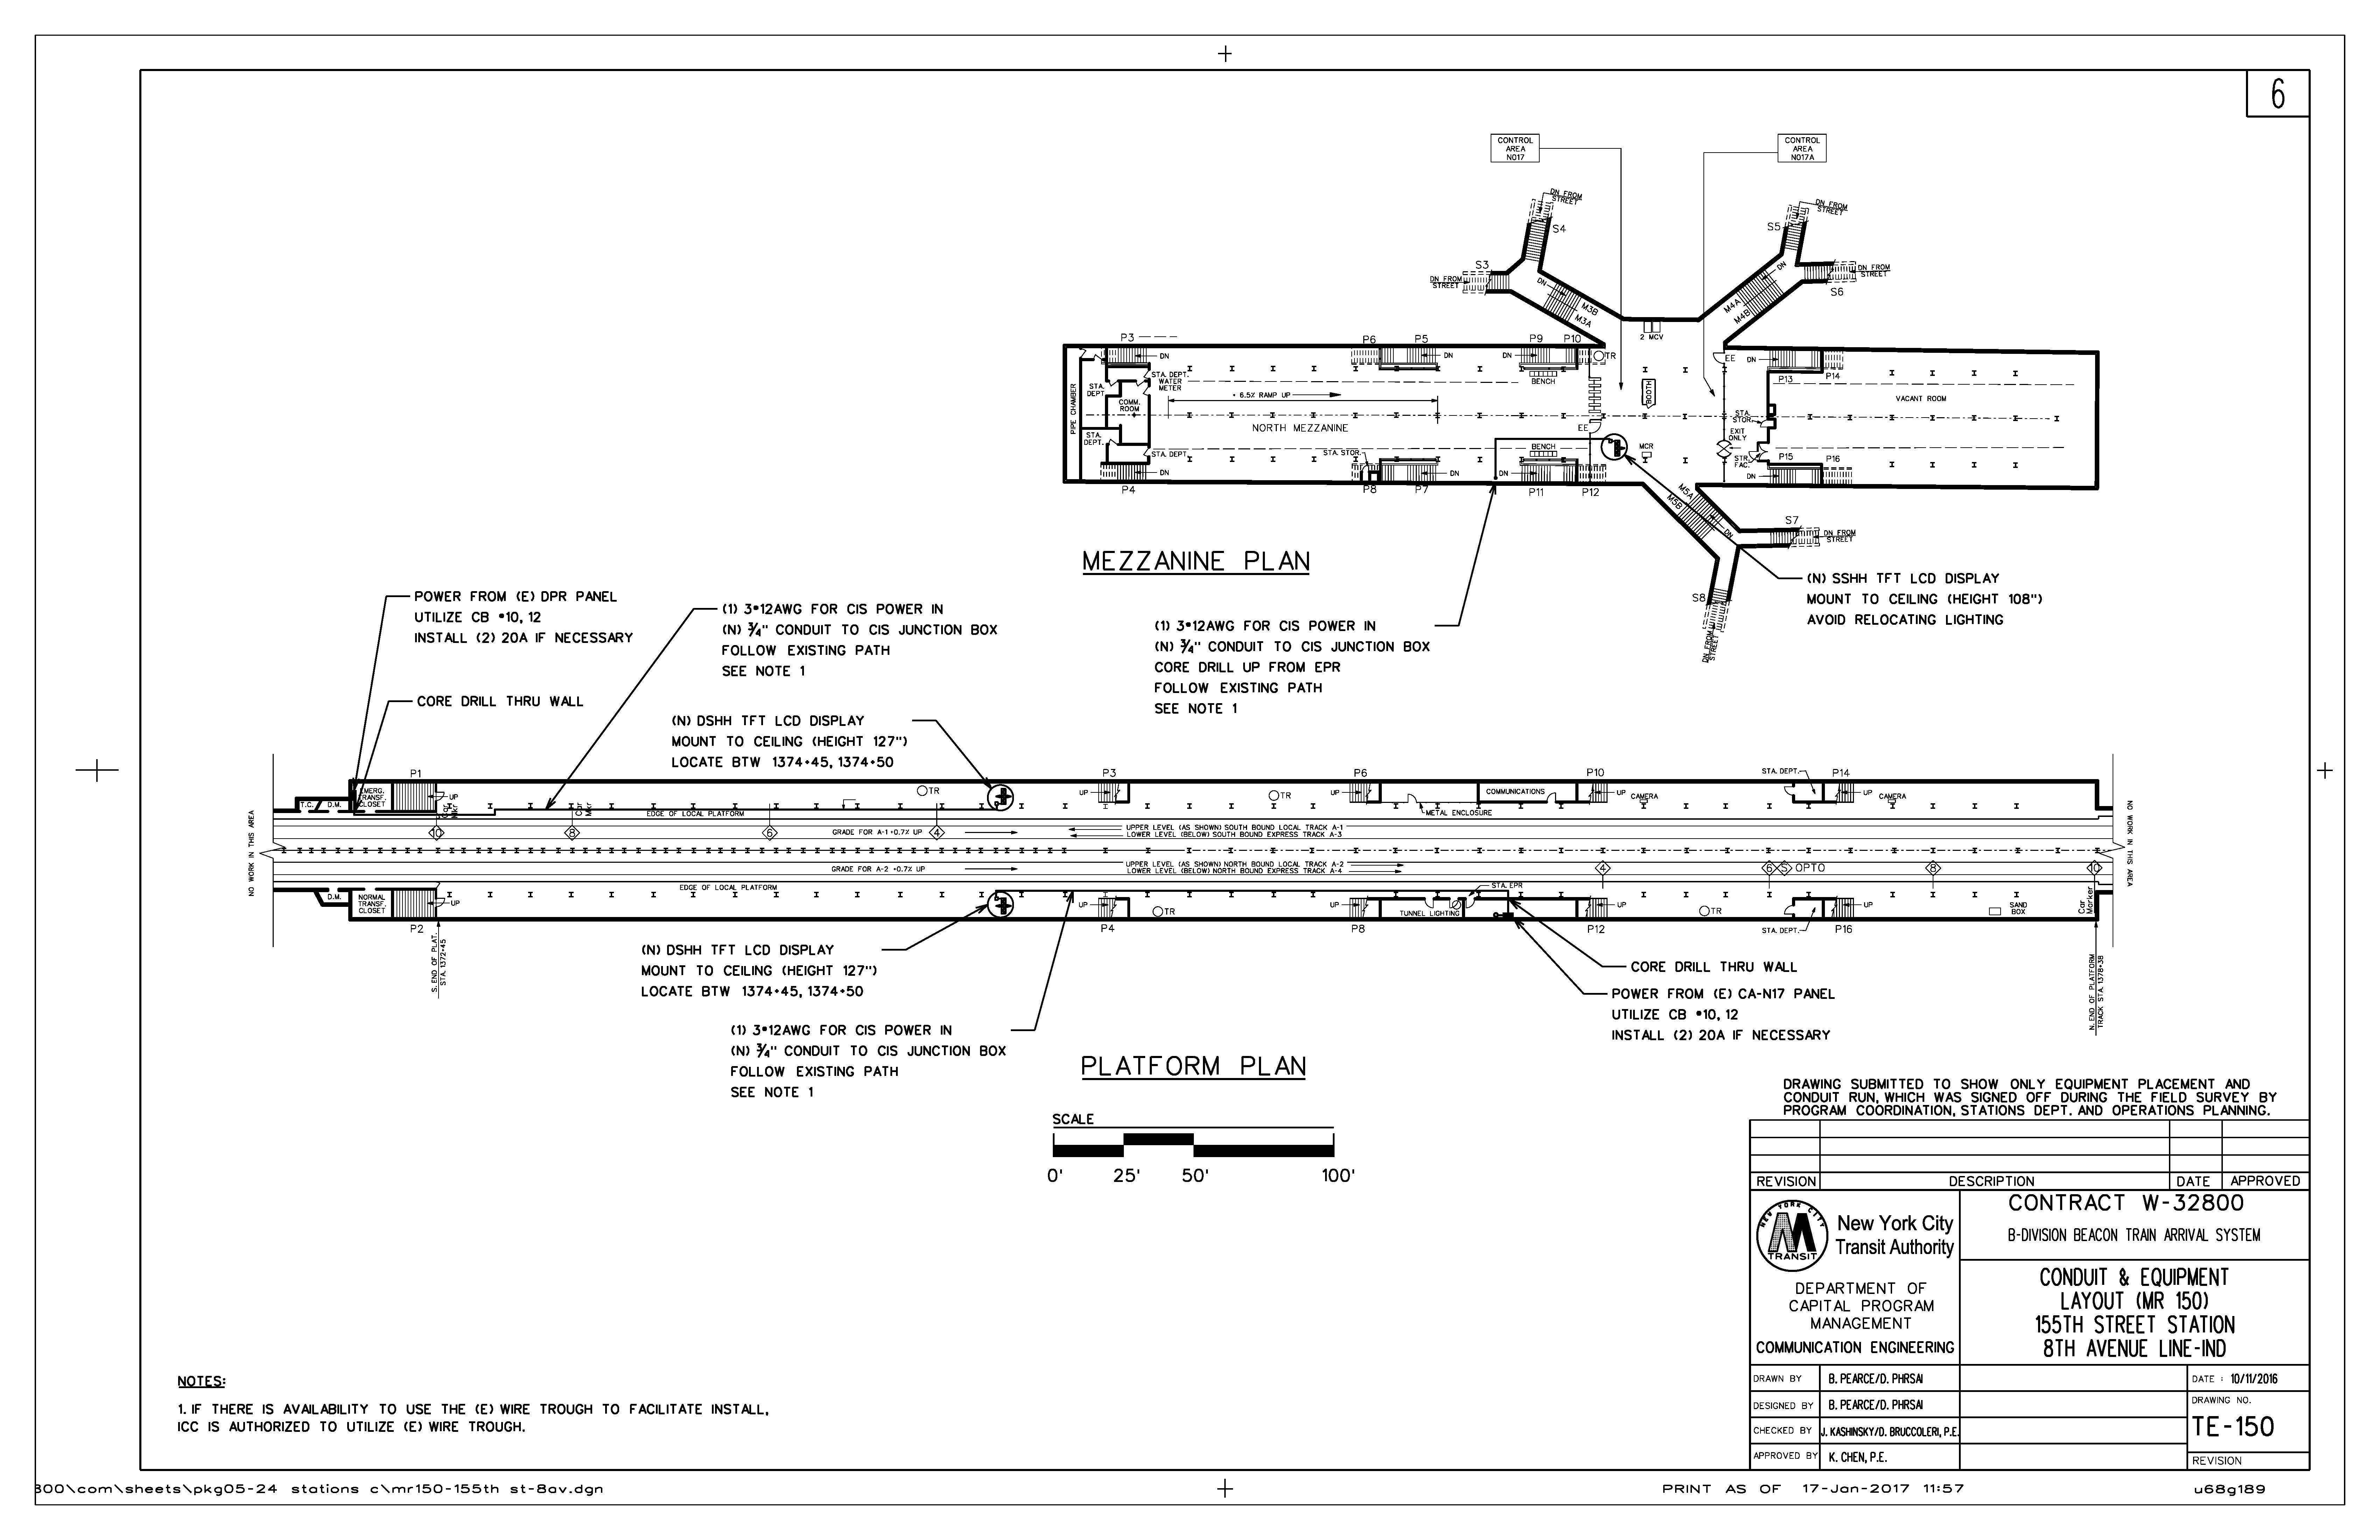 6
CONTROL
AREA
N017
CONTROL
AREA
N017A
DN FROM
STREET
S4
DN FROM
STREET
S5
S3
DN FROM
STREET
DN
M3B
M3A
DN
M4A
M4B
DN FROM
STREET
S6
2 MCV
P3
P6
P5
P9
P10
TR
EE
DN
P13
P14
DN
DN
DN
PIPE CHAMBER
STA.
DEPT.
STA. DEPT.
WATER
METER
COMM.
ROOM
STA.
DEPT.
STA. DEPT.
6.5% RAMP UP
NORTH MEZZANINE
BENCH
BOOTH
STA.
STOR.
EXIT
ONLY
STR.
FAC.
VACANT ROOM
EE
BENCH
MCR
STA. STOR.
DN
DN
DN
DN
P15
P16
DN
P4
P8
P7
P11
P12
M5A
M5B
DN
S7
DN FROM
STREET
S8
DN FROM
STREET
MEZZANINE PLAN
(N) SSHH TFT LCD DISPLAY
MOUNT TO CEILING (HEIGHT 108")
AVOID RELOCATING LIGHTING
POWER FROM (E) DPR PANEL
UTILIZE CB #10, 12
INSTALL (2) 20A IF NECESSARY
(1) 3#12AWG FOR CIS POWER IN
(N) 3/4" CONDUIT TO CIS JUNCTION BOX
FOLLOW EXISTING PATH
SEE NOTE 1
(1) 3#12AWG FOR CIS POWER IN
(N) 3/4" CONDUIT TO CIS JUNCTION BOX
CORE DRILL UP FROM EPR
FOLLOW EXISTING PATH
SEE NOTE 1
CORE DRILL THRU WALL
(N) DSHH TFT LCD DISPLAY
MOUNT TO CEILING (HEIGHT 127")
LOCATE BTW 1374+45, 1374+50
P1
P3
P6
P10
STA. DEPT.
P14
T.C.
D.M.
EMERG.
TRANSF.
CLOSET
UP
Car
Mkr
Car
Mkr
EDGE OF LOCAL PLATFORM
TR
UP
TR
UP
METAL ENCLOSURE
COMMUNICATIONS
UP
CAMERA
UP
CAMERA
NO WORK IN THIS AREA
10
8
6
4
GRADE FOR A-1 +0.7% UP
UPPER LEVEL (AS SHOWN) SOUTH BOUND LOCAL TRACK A-1
LOWER LEVEL (BELOW) SOUTH BOUND EXPRESS TRACK A-3
NO WORK IN THIS AREA
GRADE FOR A-2 +0.7% UP
UPPER LEVEL (AS SHOWN) NORTH BOUND LOCAL TRACK A-2
LOWER LEVEL (BELOW) NORTH BOUND EXPRESS TRACK A-4
4
6
S
OPTO
8
10
D.M.
NORMAL
TRANSF.
CLOSET
UP
EDGE OF LOCAL PLATFORM
UP
TR
UP
TUNNEL LIGHTING
STA. EPR
UP
TR
UP
SAND
BOX
Car
Marker
P2
P4
P8
P12
STA. DEPT.
P16
S. END OF PLAT.
STA. 1372+45
N. END OF PLATFORM
TRACK STA. 1378+38
(N) DSHH TFT LCD DISPLAY
MOUNT TO CEILING (HEIGHT 127")
LOCATE BTW 1374+45, 1374+50
CORE DRILL THRU WALL
POWER FROM (E) CA-N17 PANEL
UTILIZE CB #10, 12
INSTALL (2) 20A IF NECESSARY
(1) 3#12AWG FOR CIS POWER IN
(N) 3/4" CONDUIT TO CIS JUNCTION BOX
FOLLOW EXISTING PATH
SEE NOTE 1
PLATFORM PLAN
SCALE
0' 25' 50' 100'
DRAWING SUBMITTED TO SHOW ONLY EQUIPMENT PLACEMENT AND
CONDUIT RUN, WHICH WAS SIGNED OFF DURING THE FIELD SURVEY BY
PROGRAM COORDINATION, STATIONS DEPT. AND OPERATIONS PLANNING.
REVISION DESCRIPTION DATE APPROVED
NEW YORK CITY
TRANSIT
New York City
Transit Authority
DEPARTMENT OF
CAPITAL PROGRAM
MANAGEMENT
COMMUNICATION ENGINEERING
CONTRACT W-32800
B-DIVISION BEACON TRAIN ARRIVAL SYSTEM
CONDUIT & EQUIPMENT
LAYOUT (MR 150)
155TH STREET STATION
8TH AVENUE LINE-IND
DRAWN BY B. PEARCE/D. PHRSAI
DESIGNED BY B. PEARCE/D. PHRSAI
CHECKED BY J. KASHINSKY/D. BRUCCOLERI, P.E.
APPROVED BY K. CHEN, P.E.
DATE : 10/11/2016
DRAWING NO.
TE-150
REVISION
NOTES:
1. IF THERE IS AVAILABILITY TO USE THE (E) WIRE TROUGH TO FACILITATE INSTALL,
ICC IS AUTHORIZED TO UTILIZE (E) WIRE TROUGH.
300\com\sheets\pkg05-24 stations c\mr150-155th st-8av.dgn
PRINT AS OF 17-Jan-2017 11:57
u68g189